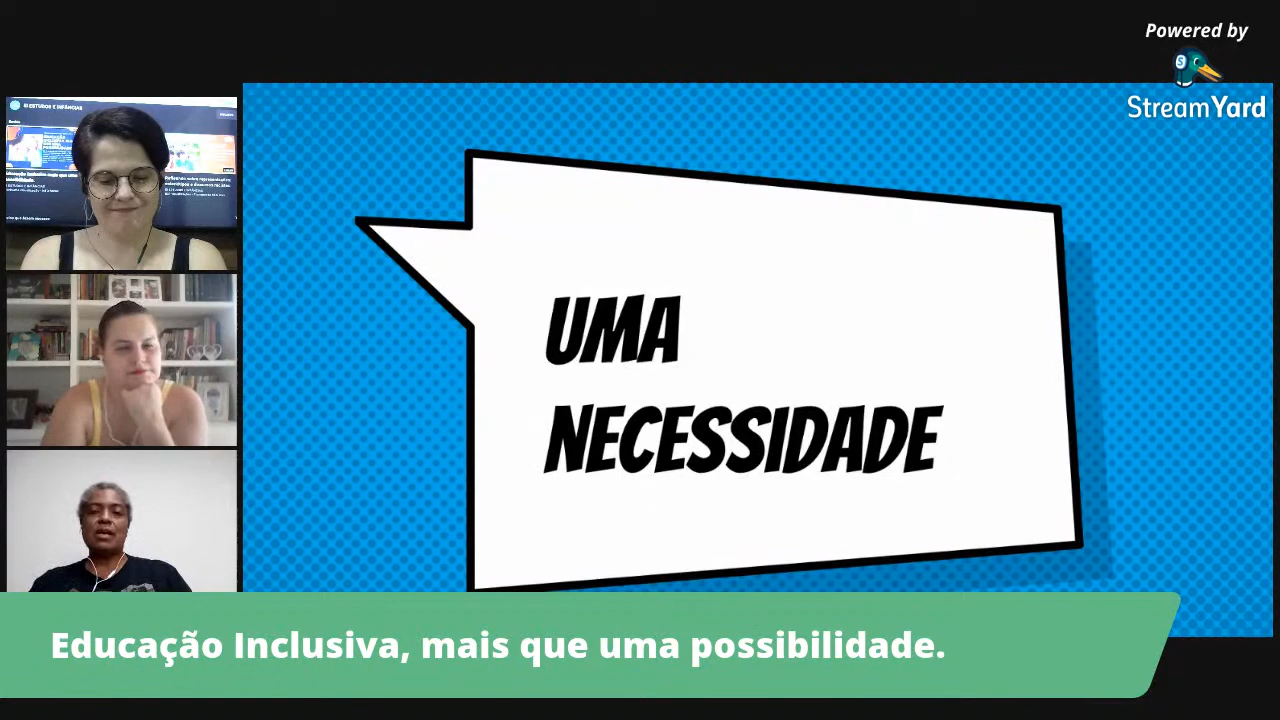 Powered by
StreamYard
UMA
NECESSIDADE
Educação Inclusiva, mais que uma possibilidade.